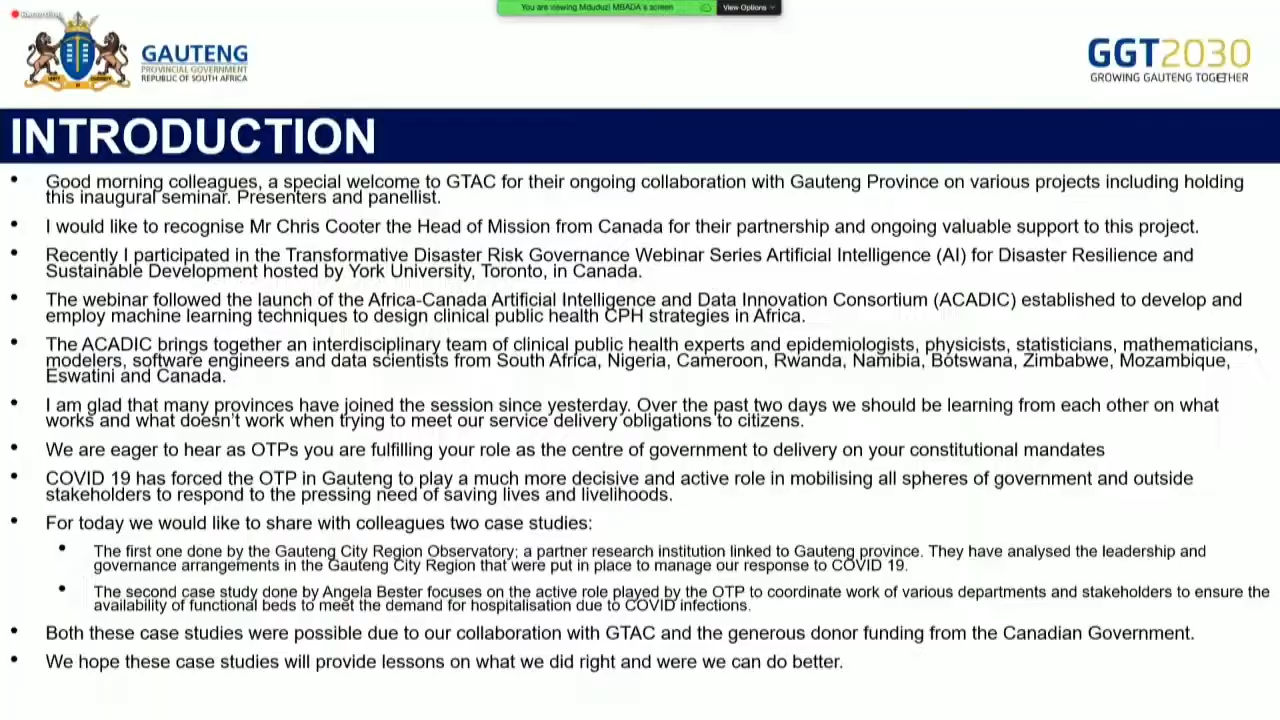 Recording
You are viewing Mduduzi MBADA's screen
View Options
GAUTENG
PROVINCIAL GOVERNMENT
REPUBLIC OF SOUTH AFRICA
GGT2030
GROWING GAUTENG TOGETHER
INTRODUCTION
• Good morning colleagues, a special welcome to GTAC for their ongoing collaboration with Gauteng Province on various projects including holding
this inaugural seminar. Presenters and panellist.
• I would like to recognise Mr Chris Cooter the Head of Mission from Canada for their partnership and ongoing valuable support to this project.
• Recently I participated in the Transformative Disaster Risk Governance Webinar Series Artificial Intelligence (AI) for Disaster Resilience and
Sustainable Development hosted by York University, Toronto, in Canada.
• The webinar followed the launch of the Africa-Canada Artificial Intelligence and Data Innovation Consortium (ACADIC) established to develop and
employ machine learning techniques to design clinical public health CPH strategies in Africa.
• The ACADIC brings together an interdisciplinary team of clinical public health experts and epidemiologists, physicists, statisticians, mathematicians,
modelers, software engineers and data scientists from South Africa, Nigeria, Cameroon, Rwanda, Namibia, Botswana, Zimbabwe, Mozambique,
Eswatini and Canada.
• I am glad that many provinces have joined the session since yesterday. Over the past two days we should be learning from each other on what
works and what doesn't work when trying to meet our service delivery obligations to citizens.
• We are eager to hear as OTPs you are fulfilling your role as the centre of government to delivery on your constitutional mandates
• COVID 19 has forced the OTP in Gauteng to play a much more decisive and active role in mobilising all spheres of government and outside
stakeholders to respond to the pressing need of saving lives and livelihoods.
• For today we would like to share with colleagues two case studies:
• The first one done by the Gauteng City Region Observatory; a partner research institution linked to Gauteng province. They have analysed the leadership and
governance arrangements in the Gauteng City Region that were put in place to manage our response to COVID 19.
• The second case study done by Angela Bester focuses on the active role played by the OTP to coordinate work of various departments and stakeholders to ensure the
availability of functional beds to meet the demand for hospitalisation due to COVID infections.
• Both these case studies were possible due to our collaboration with GTAC and the generous donor funding from the Canadian Government.
• We hope these case studies will provide lessons on what we did right and were we can do better.